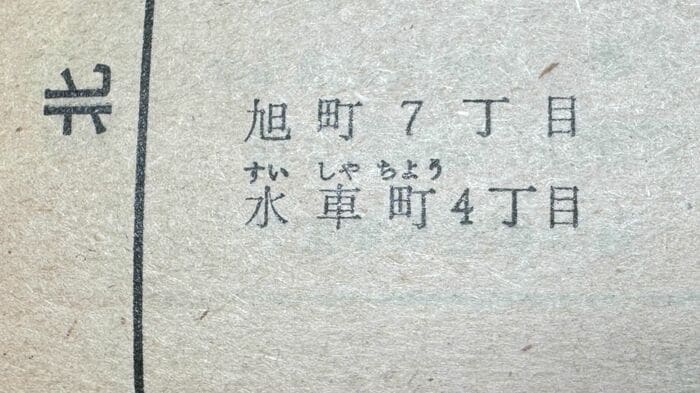 北
旭町7丁目
すいしやちよう
水車町4丁目